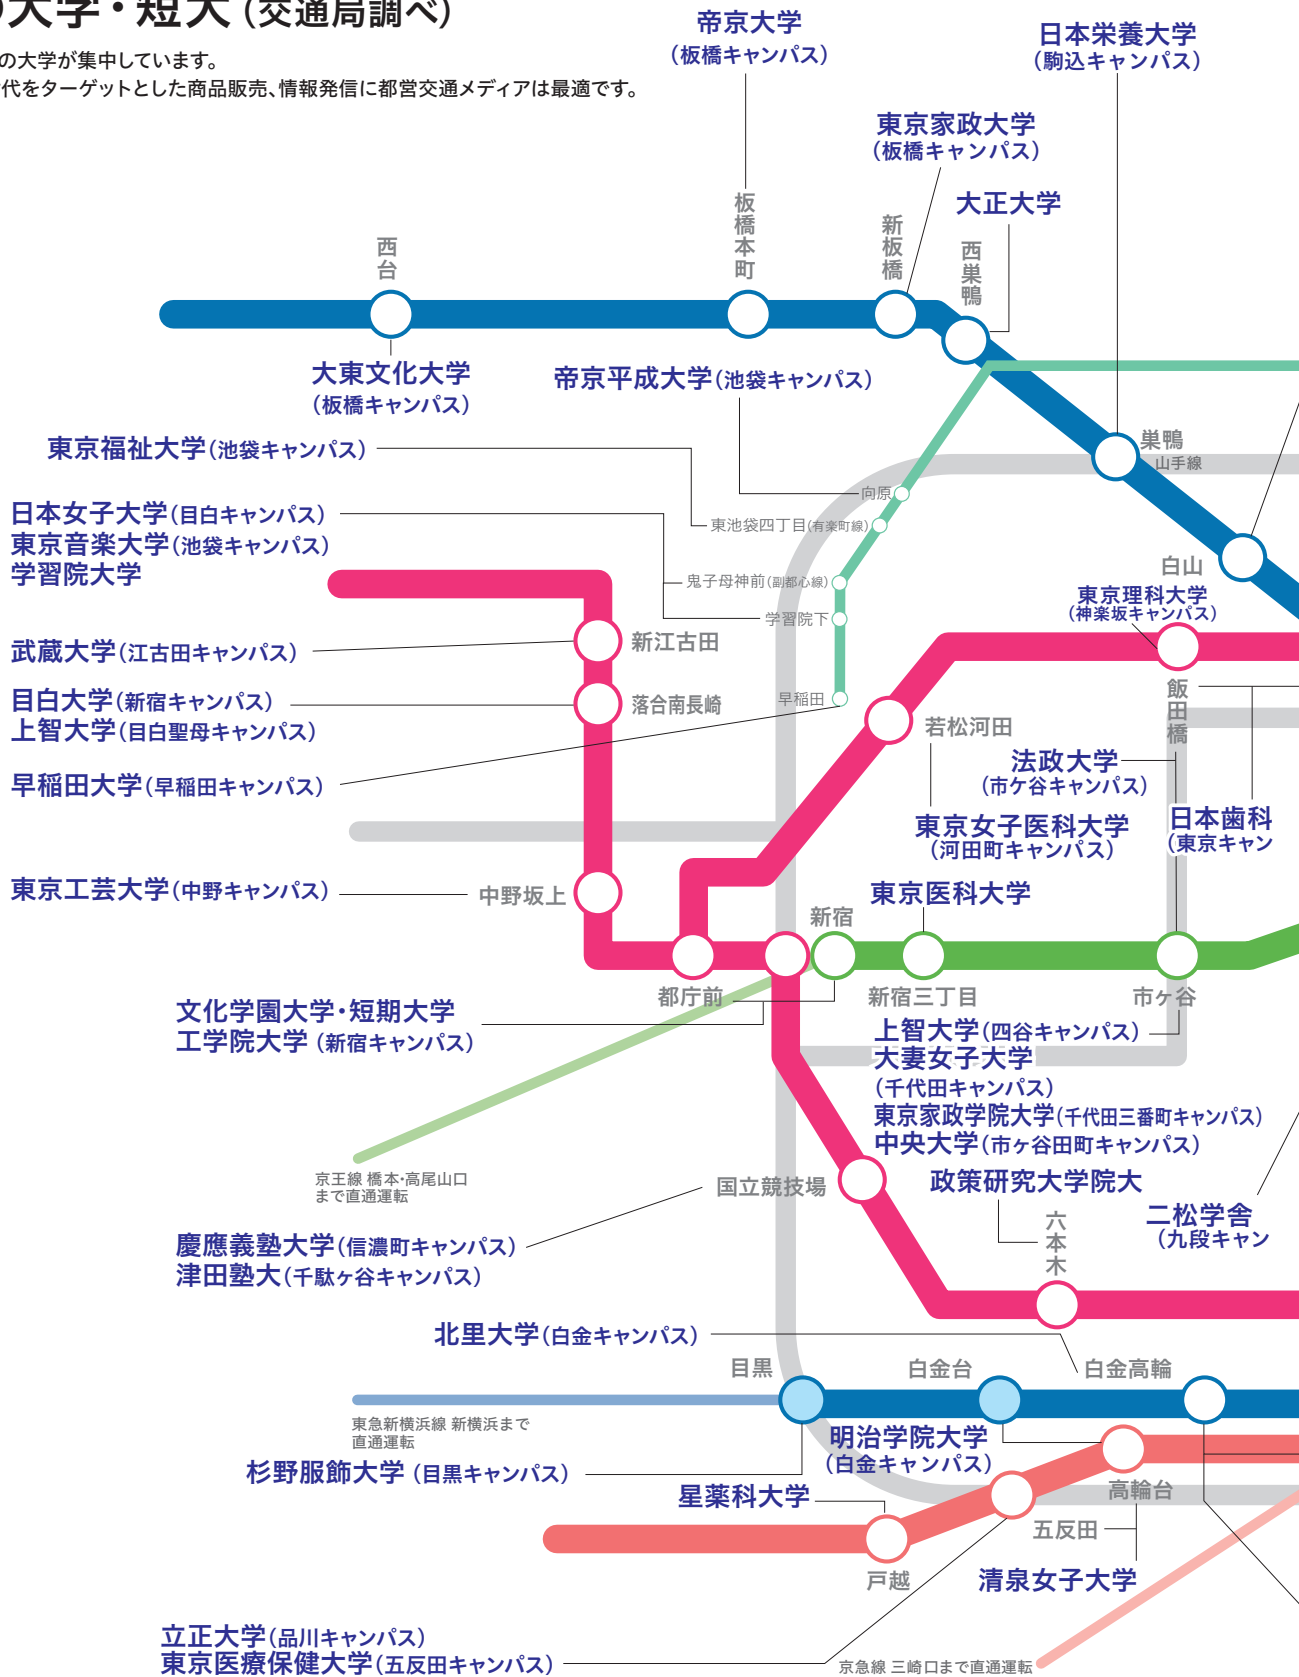 大学・短大(交通局調べ)
の大学が集中しています。
代をターゲットとした商品販売、情報発信に都営交通メディアは最適です。
帝京大学
(板橋キャンパス)
日本栄養大学
(駒込キャンパス)
東京家政大学
(板橋キャンパス)
大正大学
西台
板橋本町
新板橋
西巣鴨
大東文化大学
(板橋キャンパス)
帝京平成大学(池袋キャンパス)
東京福祉大学(池袋キャンパス)
巣鴨
山手線
向原
東池袋四丁目(有楽町線)
日本女子大学(目白キャンパス)
東京音楽大学(池袋キャンパス)
学習院大学
鬼子母神前(副都心線)
学習院下
白山
東京理科大学
(神楽坂キャンパス)
武蔵大学(江古田キャンパス)
新江古田
目白大学(新宿キャンパス)
上智大学(目白聖母キャンパス)
落合南長崎
早稲田
若松河田
飯田橋
早稲田大学(早稲田キャンパス)
法政大学
(市ケ谷キャンパス)
東京女子医科大学
(河田町キャンパス)
日本歯科
(東京キャン
東京工芸大学(中野キャンパス)
中野坂上
東京医科大学
新宿
都庁前
新宿三丁目
市ヶ谷
文化学園大学・短期大学
工学院大学(新宿キャンパス)
上智大学(四谷キャンパス)
大妻女子大学
(千代田キャンパス)
東京家政学院大学(千代田三番町キャンパス)
中央大学(市ヶ谷田町キャンパス)
京王線 橋本・高尾山口
まで直通運転
国立競技場
政策研究大学院大
六本木
二松学舎
(九段キャン
慶應義塾大学(信濃町キャンパス)
津田塾大(千駄ヶ谷キャンパス)
北里大学(白金キャンパス)
目黒
白金台
白金高輪
東急新横浜線 新横浜まで
直通運転
明治学院大学
(白金キャンパス)
杉野服飾大学(目黒キャンパス)
星薬科大学
高輪台
五反田
戸越
清泉女子大学
立正大学(品川キャンパス)
東京医療保健大学(五反田キャンパス)
京急線 三崎口まで直通運転